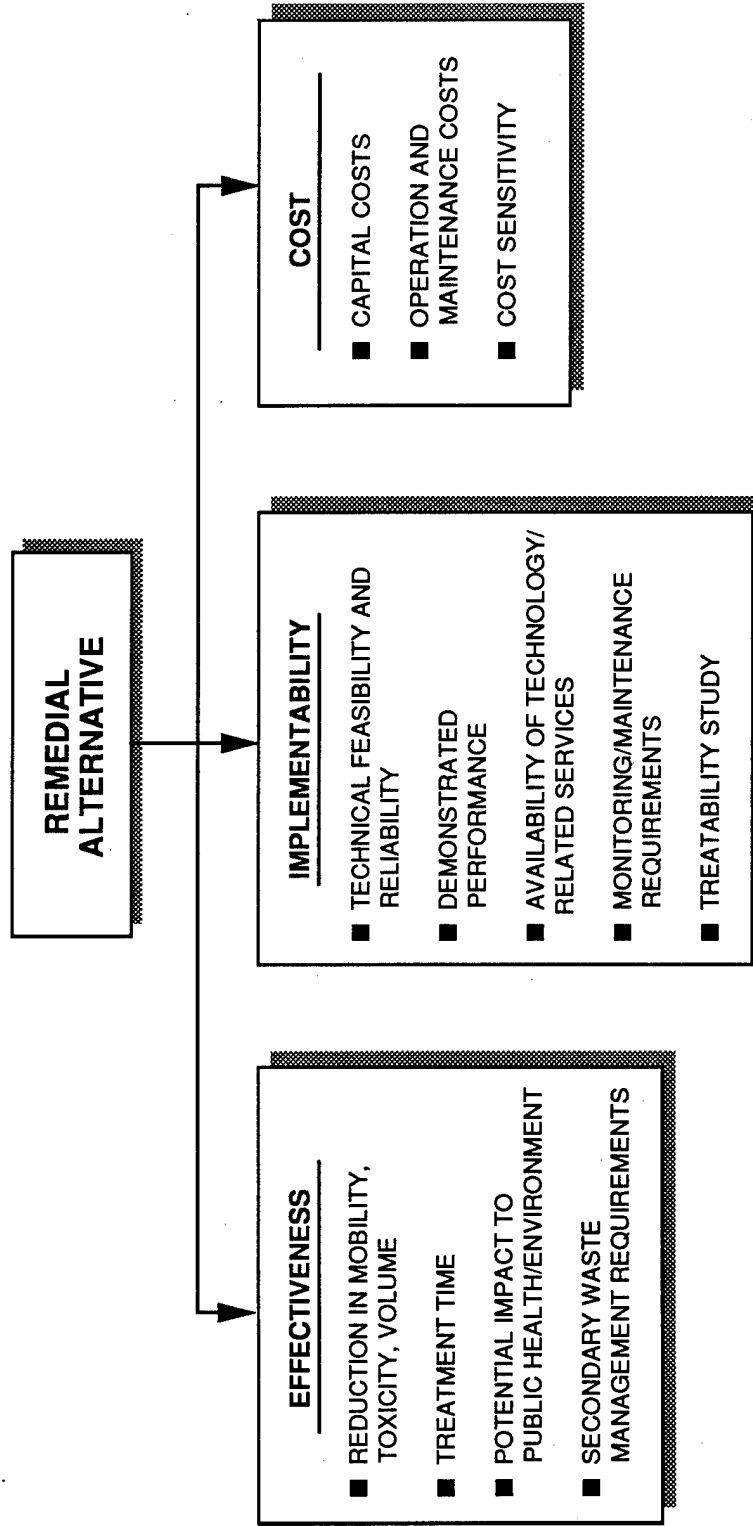 REMEDIAL
ALTERNATIVE
EFFECTIVENESS
■ REDUCTION IN MOBILITY,
TOXICITY, VOLUME
■ TREATMENT TIME
■ POTENTIAL IMPACT TO
PUBLIC HEALTH/ENVIRONMENT
■ SECONDARY WASTE
MANAGEMENT REQUIREMENTS
IMPLEMENTABILITY
■ TECHNICAL FEASIBILITY AND
RELIABILITY
■ DEMONSTRATED
PERFORMANCE
■ AVAILABILITY OF TECHNOLOGY/
RELATED SERVICES
■ MONITORING/MAINTENANCE
REQUIREMENTS
■ TREATABILITY STUDY
COST
■ CAPITAL COSTS
■ OPERATION AND
MAINTENANCE COSTS
■ COST SENSITIVITY